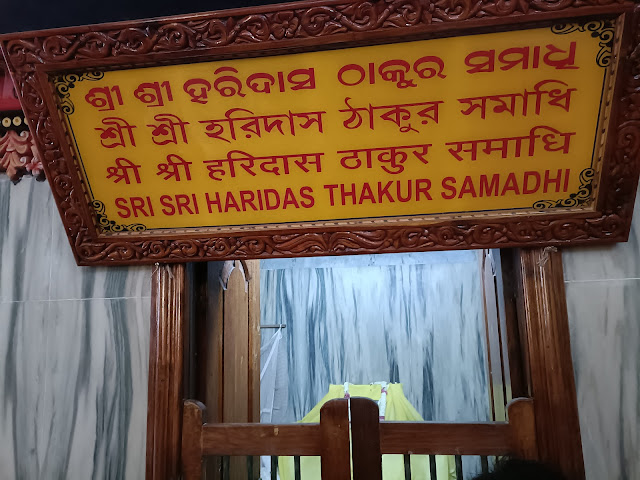 ଶ୍ରୀ ଶ୍ରୀ ହରିଦାସ ଠାକୁର ସମାଧି
শ্রী শ্রী হরিদাস ঠাকুর সমাধি
श्री श्री हरिदास ठाकुर समाधि
SRI SRI HARIDAS THAKUR SAMADHI